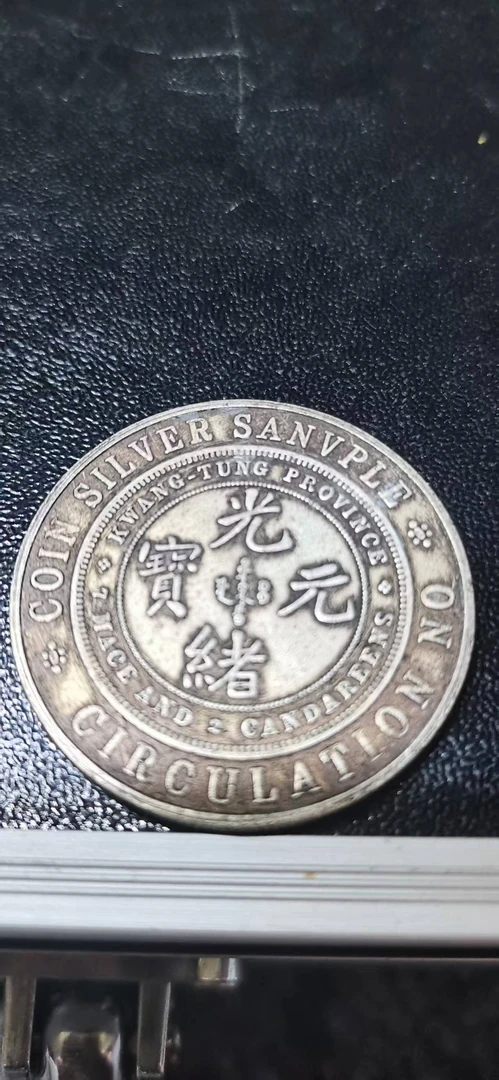 COIN SILVER SANVPLE
CIRCULATION NO
KWANG-TUNG PROVINCE
7 MACE AND 2 CANDAREENS
光緒元寶